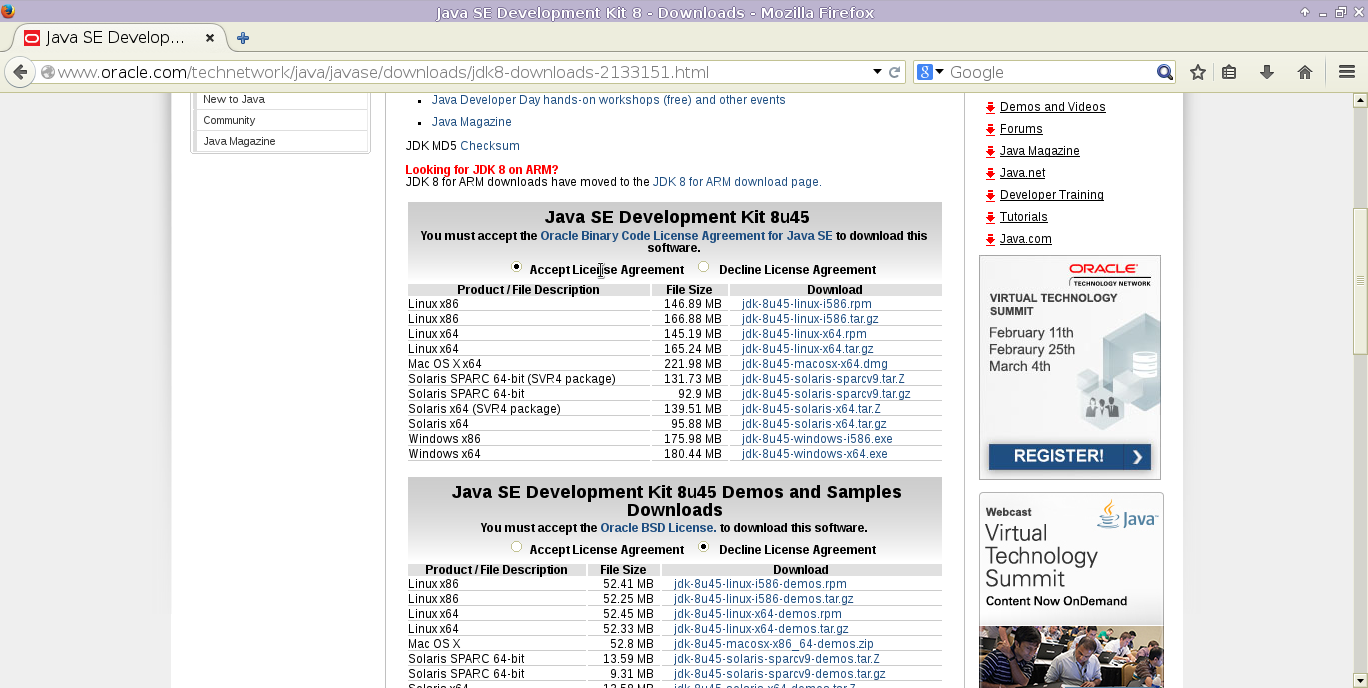 Java SE Development Kit 8 - Downloads - Mozilla Firefox
Java SE Develop...
www.oracle.com/technetwork/java/javase/downloads/jdk8-downloads-2133151.html
Google
New to Java
Community
Java Magazine
Java Developer Day hands-on workshops (free) and other events
Java Magazine
JDK MD5 Checksum
Looking for JDK 8 on ARM?
JDK 8 for ARM downloads have moved to the JDK 8 for ARM download page.
Java SE Development Kit 8u45
You must accept the Oracle Binary Code License Agreement for Java SE to download this
software.
Accept License Agreement Decline License Agreement
Product / File Description File Size Download
Linux x86 146.89 MB jdk-8u45-linux-i586.rpm
Linux x86 166.88 MB jdk-8u45-linux-i586.tar.gz
Linux x64 145.19 MB jdk-8u45-linux-x64.rpm
Linux x64 165.24 MB jdk-8u45-linux-x64.tar.gz
Mac OS X x64 221.98 MB jdk-8u45-macosx-x64.dmg
Solaris SPARC 64-bit (SVR4 package) 131.73 MB jdk-8u45-solaris-sparcv9.tar.Z
Solaris SPARC 64-bit 92.9 MB jdk-8u45-solaris-sparcv9.tar.gz
Solaris x64 (SVR4 package) 139.51 MB jdk-8u45-solaris-x64.tar.Z
Solaris x64 95.88 MB jdk-8u45-solaris-x64.tar.gz
Windows x86 175.98 MB jdk-8u45-windows-i586.exe
Windows x64 180.44 MB jdk-8u45-windows-x64.exe
Java SE Development Kit 8u45 Demos and Samples
Downloads
You must accept the Oracle BSD License. to download this software.
Accept License Agreement Decline License Agreement
Product / File Description File Size Download
Linux x86 52.41 MB jdk-8u45-linux-i586-demos.rpm
Linux x86 52.25 MB jdk-8u45-linux-i586-demos.tar.gz
Linux x64 52.45 MB jdk-8u45-linux-x64-demos.rpm
Linux x64 52.33 MB jdk-8u45-linux-x64-demos.tar.gz
Mac OS X 52.8 MB jdk-8u45-macosx-x86_64-demos.zip
Solaris SPARC 64-bit 13.59 MB jdk-8u45-solaris-sparcv9-demos.tar.Z
Solaris SPARC 64-bit 9.31 MB jdk-8u45-solaris-sparcv9-demos.tar.gz
Solaris x64 13.58 MB jdk-8u45-solaris-x64-demos.tar.Z
Demos and Videos
Forums
Java Magazine
Java.net
Developer Training
Tutorials
Java.com
ORACLE
TECHNOLOGY NETWORK
VIRTUAL TECHNOLOGY
SUMMIT
February 11th
Febraury 25th
March 4th
REGISTER!
Webcast
Java
Virtual
Technology
Summit
Content Now OnDemand